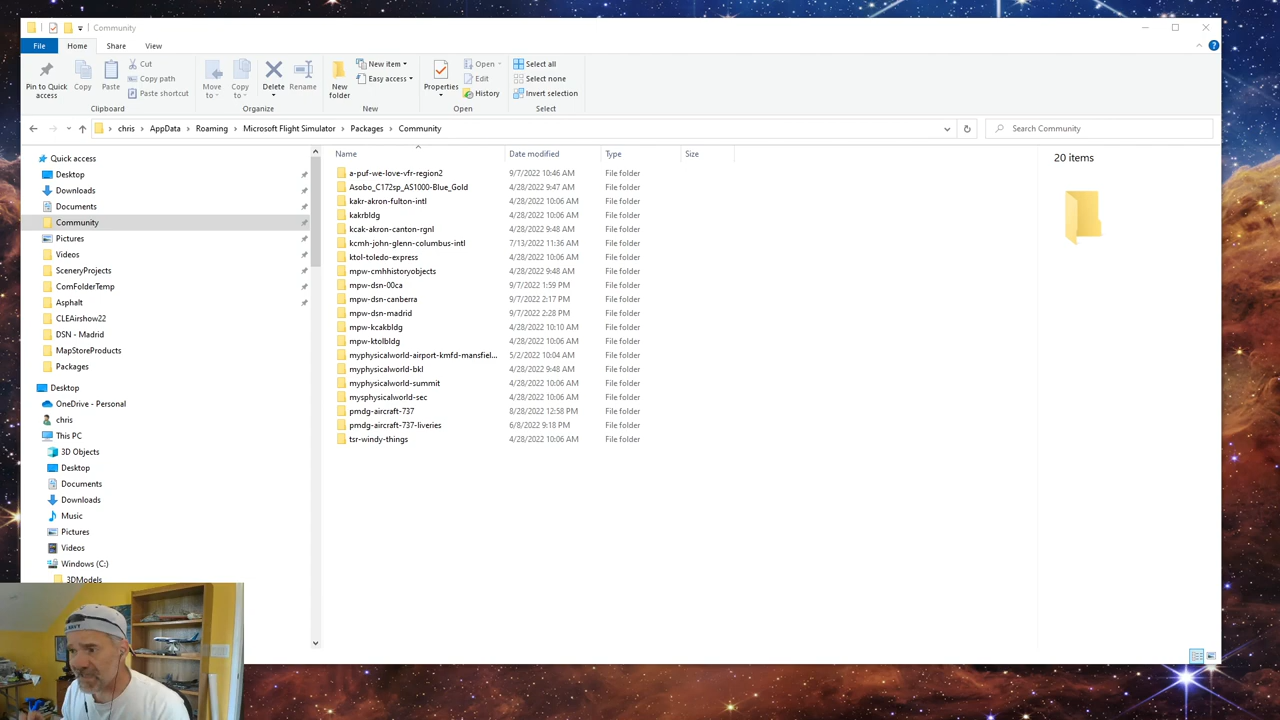 Community
File Home Share View
Pin to Quick access
Copy
Paste
Cut
Copy path
Paste shortcut
Clipboard
Move to
Copy to
Delete
Rename
Organize
New folder
New item
Easy access
New
Properties
Open
Edit
History
Open
Select all
Select none
Invert selection
Select
chris AppData Roaming Microsoft Flight Simulator Packages Community
Search Community
Quick access
Desktop
Downloads
Documents
Community
Pictures
Videos
SceneryProjects
ComFolderTemp
Asphalt
CLEAirshow22
DSN - Madrid
MapStoreProducts
Packages
Desktop
OneDrive - Personal
chris
This PC
3D Objects
Desktop
Documents
Downloads
Music
Pictures
Videos
Windows (C:)
3DModels
Name Date modified Type Size
a-puf-we-love-vfr-region2 9/7/2022 10:46 AM File folder
Asobo_C172sp_AS1000-Blue_Gold 4/28/2022 9:47 AM File folder
kakr-akron-fulton-intl 4/28/2022 10:06 AM File folder
kakrbldg 4/28/2022 10:06 AM File folder
kcak-akron-canton-rgnl 4/28/2022 9:48 AM File folder
kcmh-john-glenn-columbus-intl 7/13/2022 11:36 AM File folder
ktol-toledo-express 4/28/2022 10:06 AM File folder
mpw-cmhhistoryobjects 4/28/2022 9:48 AM File folder
mpw-dsn-00ca 9/7/2022 1:59 PM File folder
mpw-dsn-canberra 9/7/2022 2:17 PM File folder
mpw-dsn-madrid 9/7/2022 2:28 PM File folder
mpw-kcakbldg 4/28/2022 10:10 AM File folder
mpw-ktolbldg 4/28/2022 10:06 AM File folder
myphysicalworld-airport-kmfd-mansfiel... 5/2/2022 10:04 AM File folder
myphysicalworld-bkl 4/28/2022 9:48 AM File folder
myphysicalworld-summit 4/28/2022 10:06 AM File folder
mysphysicalworld-sec 4/28/2022 10:06 AM File folder
pmdg-aircraft-737 8/28/2022 12:58 PM File folder
pmdg-aircraft-737-liveries 6/8/2022 9:18 PM File folder
tsr-windy-things 4/28/2022 10:06 AM File folder
20 items